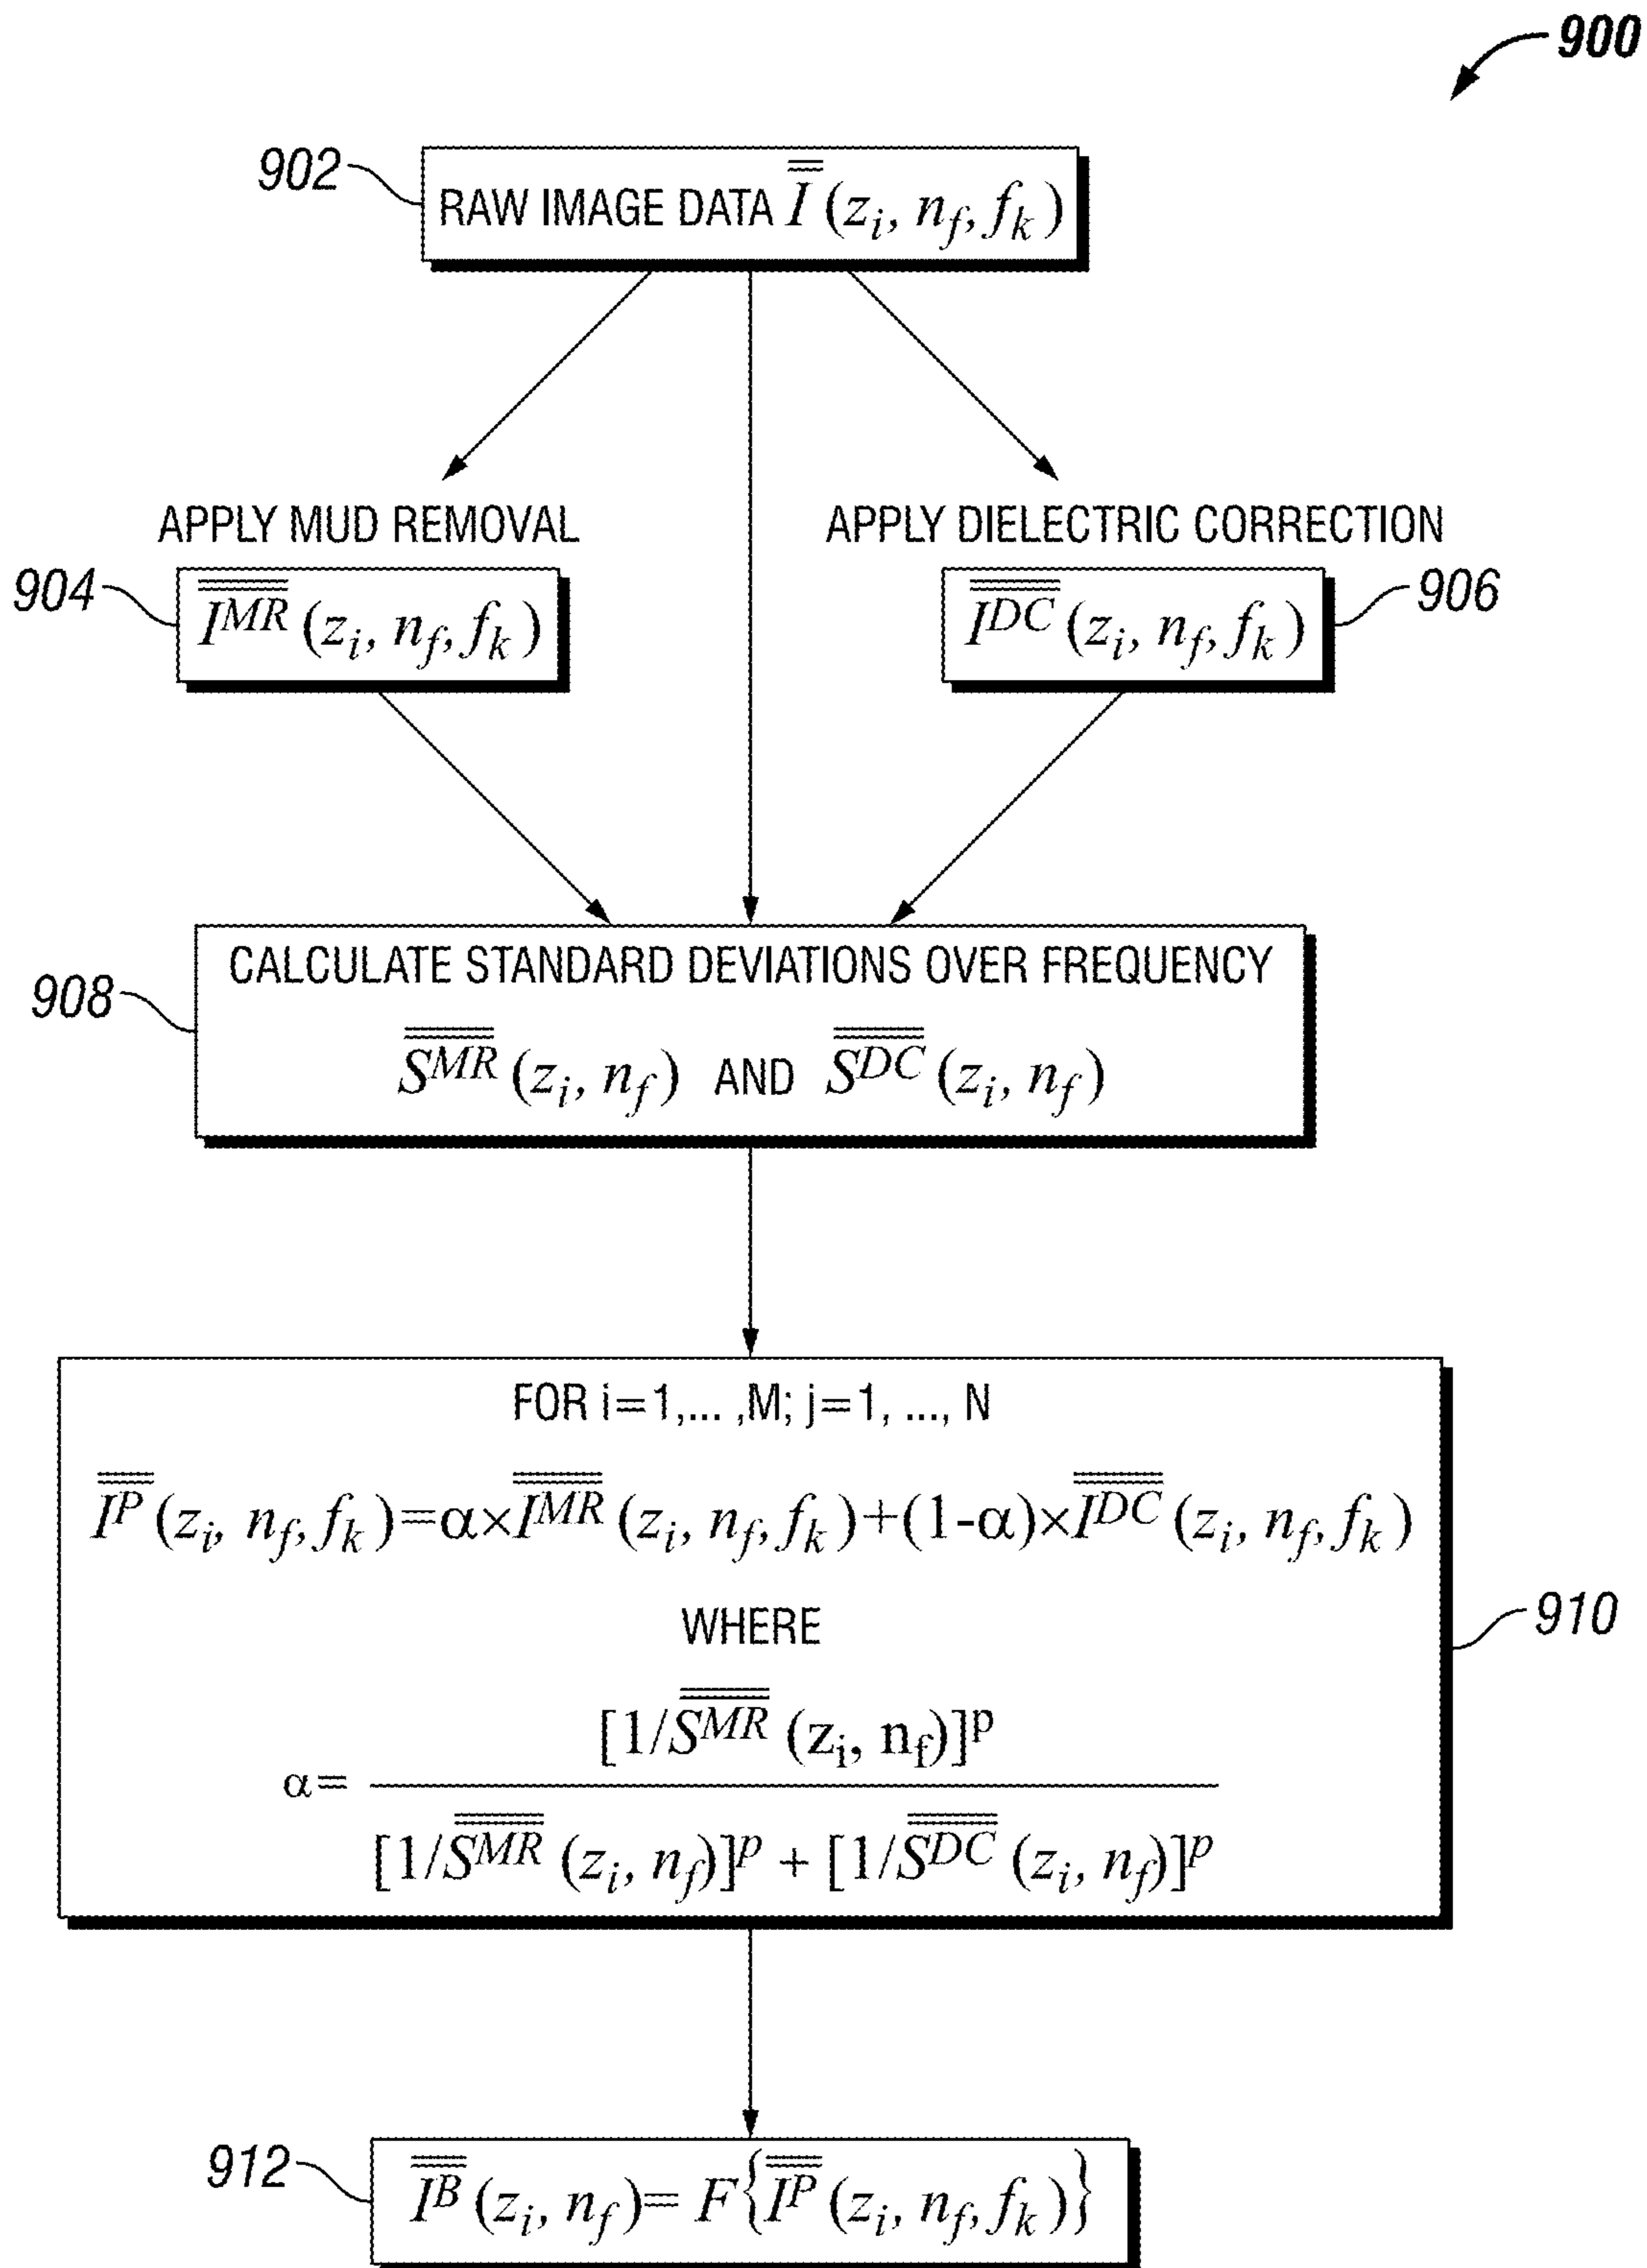 900
902
RAW IMAGE DATA I̿ (z_i, n_f, f_k)
APPLY MUD REMOVAL
APPLY DIELECTRIC CORRECTION
904
I̿^MR (z_i, n_f, f_k)
I̿^DC (z_i, n_f, f_k)
906
908
CALCULATE STANDARD DEVIATIONS OVER FREQUENCY
S̿^MR (z_i, n_f) AND S̿^DC (z_i, n_f)
FOR i=1,... ,M; j=1, ..., N
I̿^P (z_i, n_f, f_k)=α×I̿^MR (z_i, n_f, f_k)+(1-α)×I̿^DC (z_i, n_f, f_k)
WHERE
910
[1/S̿^MR (z_i, n_f)]^p
α=
[1/S̿^MR (z_i, n_f)]^p + [1/S̿^DC (z_i, n_f)]^p
912
I̿^B (z_i, n_f)= F{I̿^P (z_i, n_f, f_k)}